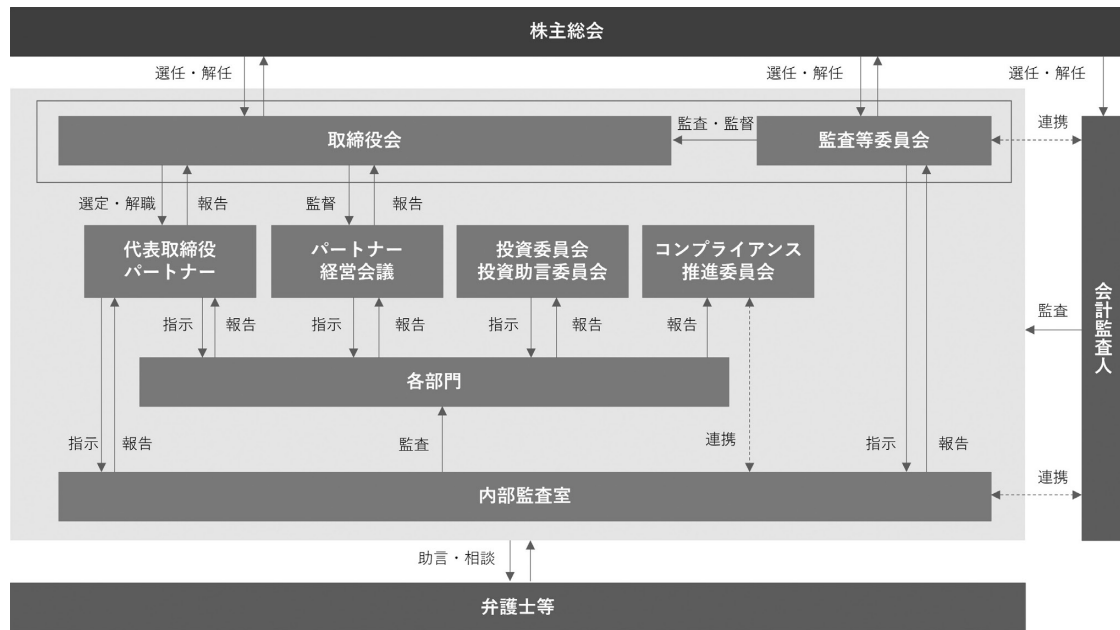 株主総会
選任・解任
選任・解任
選任・解任
取締役会
監査・監督
監査等委員会
連携
選定・解職
報告
監督
報告
代表取締役
パートナー
パートナー
経営会議
投資委員会
投資助言委員会
コンプライアンス
推進委員会
会計監査人
監査
指示
報告
指示
報告
指示
報告
報告
各部門
指示
報告
監査
連携
指示
報告
内部監査室
連携
助言・相談
弁護士等